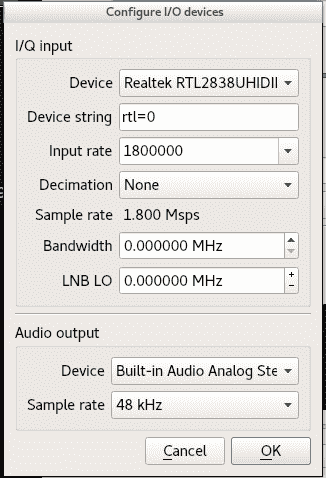 Configure I/O devices
I/Q input
Device Realtek RTL2838UHIDII
Device string rtl=0
Input rate 1800000
Decimation None
Sample rate 1.800 Msps
Bandwidth 0.000000 MHz
LNB LO 0.000000 MHz
Audio output
Device Built-in Audio Analog Ste
Sample rate 48 kHz
Cancel OK